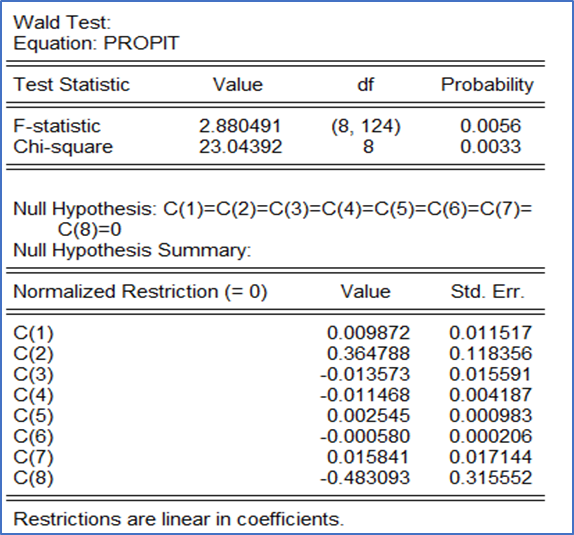 Wald Test:
Equation: PROPIT
Test Statistic Value df Probability
F-statistic 2.880491 (8, 124) 0.0056
Chi-square 23.04392 8 0.0033
Null Hypothesis: C(1)=C(2)=C(3)=C(4)=C(5)=C(6)=C(7)=
C(8)=0
Null Hypothesis Summary:
Normalized Restriction (= 0) Value Std. Err.
C(1) 0.009872 0.011517
C(2) 0.364788 0.118356
C(3) -0.013573 0.015591
C(4) -0.011468 0.004187
C(5) 0.002545 0.000983
C(6) -0.000580 0.000206
C(7) 0.015841 0.017144
C(8) -0.483093 0.315552
Restrictions are linear in coefficients.